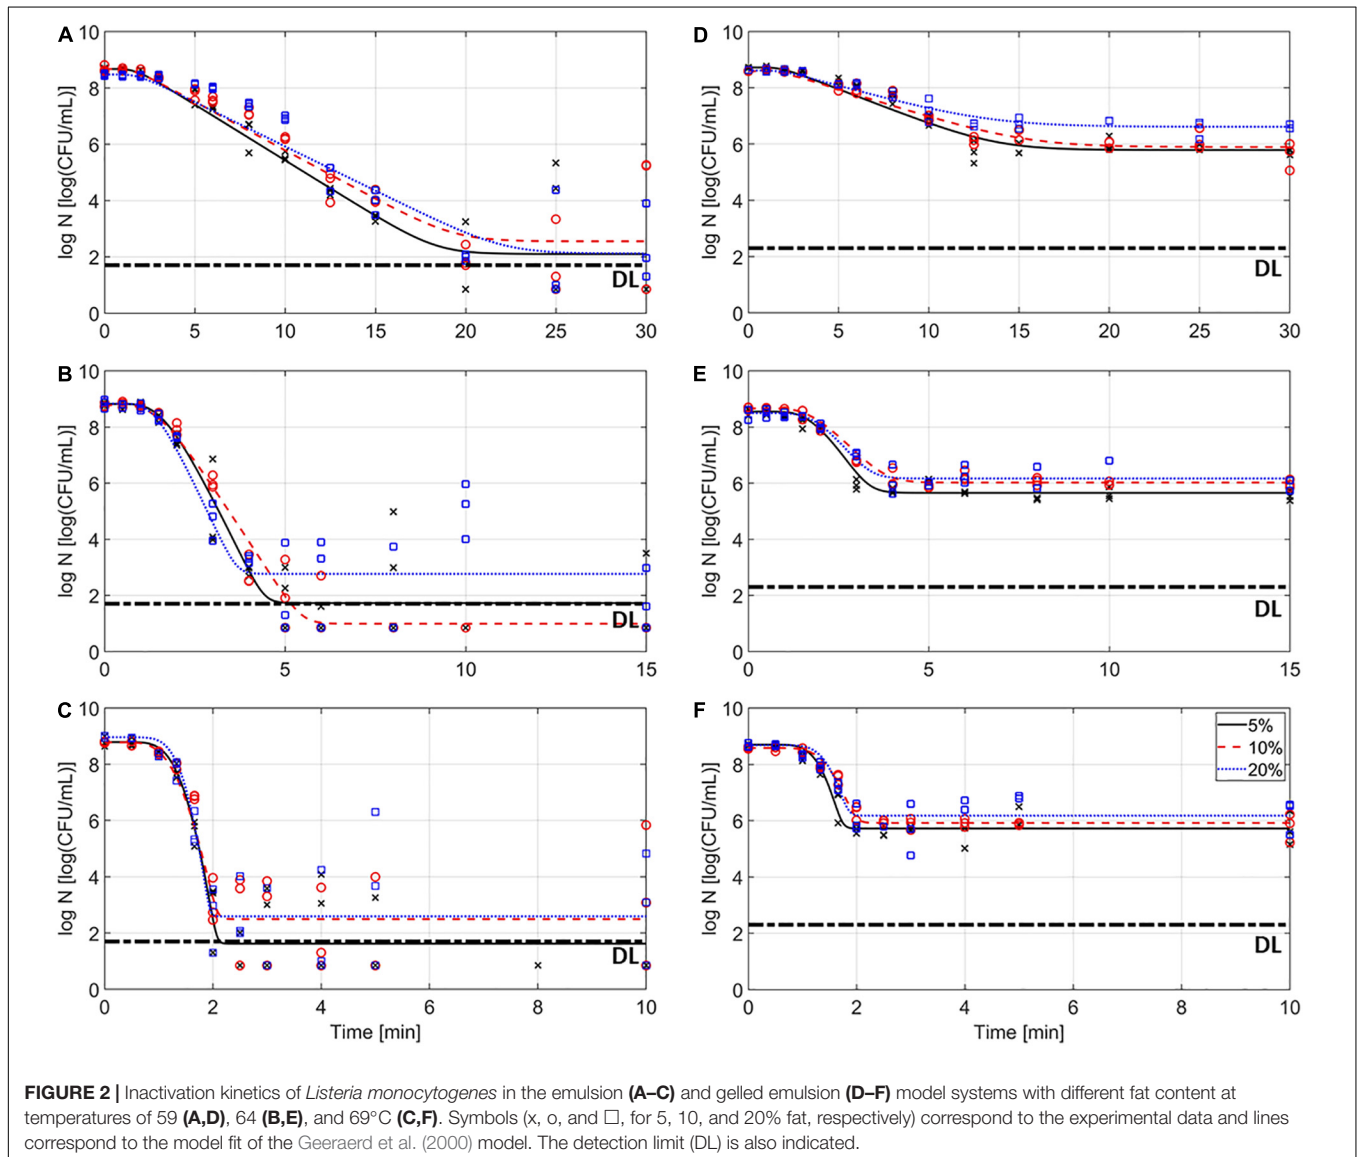 A
10
8
6
4
2
0
log N [log(CFU/mL)]
DL
0 5 10 15 20 25 30
D
10
8
6
4
2
0
log N [log(CFU/mL)]
DL
0 5 10 15 20 25 30
B
10
8
6
4
2
0
log N [log(CFU/mL)]
DL
0 5 10 15
E
10
8
6
4
2
0
log N [log(CFU/mL)]
DL
0 5 10 15
C
10
8
6
4
2
0
log N [log(CFU/mL)]
DL
0 2 4 6 8 10
Time [min]
F
10
8
6
4
2
0
log N [log(CFU/mL)]
5%
10%
20%
DL
0 2 4 6 8 10
Time [min]
FIGURE 2 | Inactivation kinetics of Listeria monocytogenes in the emulsion (A–C) and gelled emulsion (D–F) model systems with different fat content at
temperatures of 59 (A,D), 64 (B,E), and 69°C (C,F). Symbols (x, o, and □, for 5, 10, and 20% fat, respectively) correspond to the experimental data and lines
correspond to the model fit of the Geeraerd et al. (2000) model. The detection limit (DL) is also indicated.